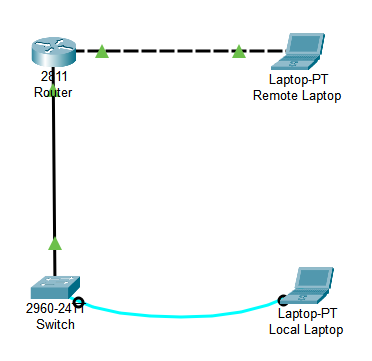 2811
Router
Laptop-PT
Remote Laptop
2960-24TT
Switch
Laptop-PT
Local Laptop